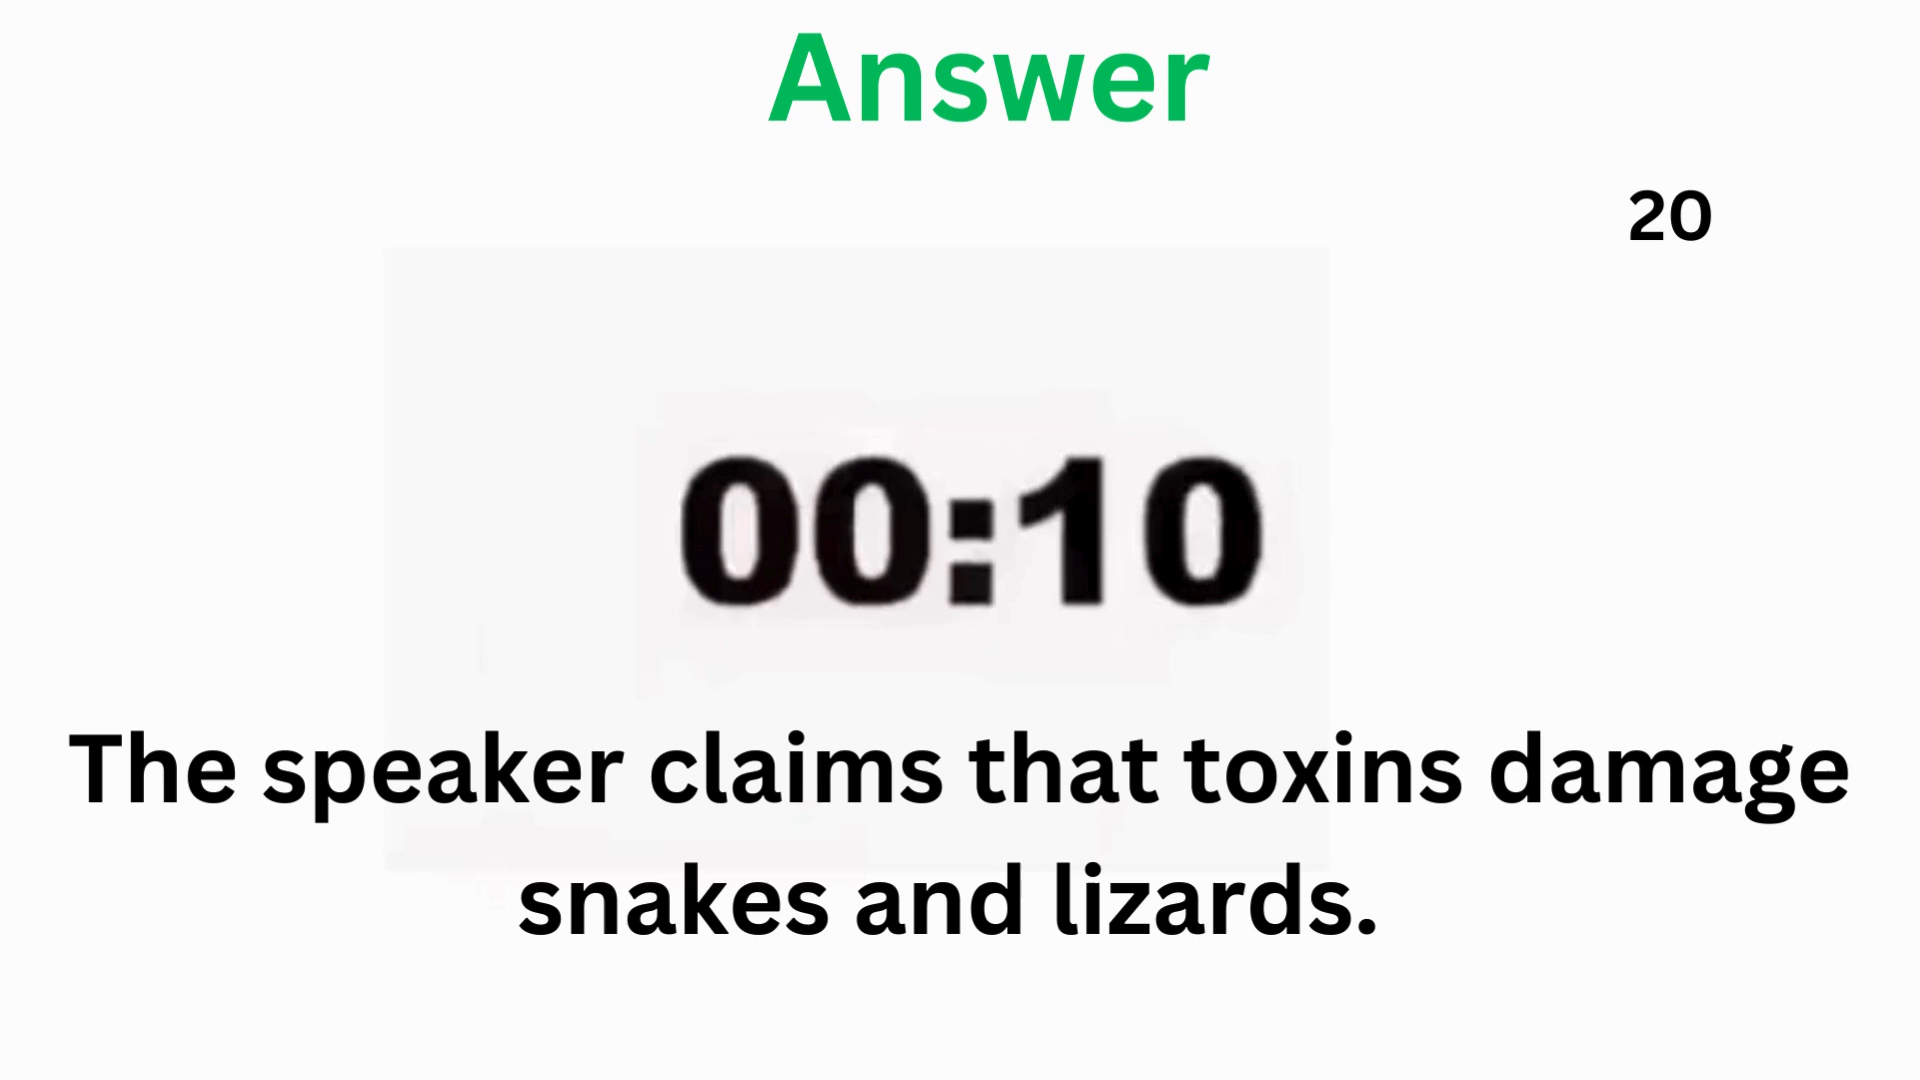 Answer
20
00:10
The speaker claims that toxins damage
snakes and lizards.